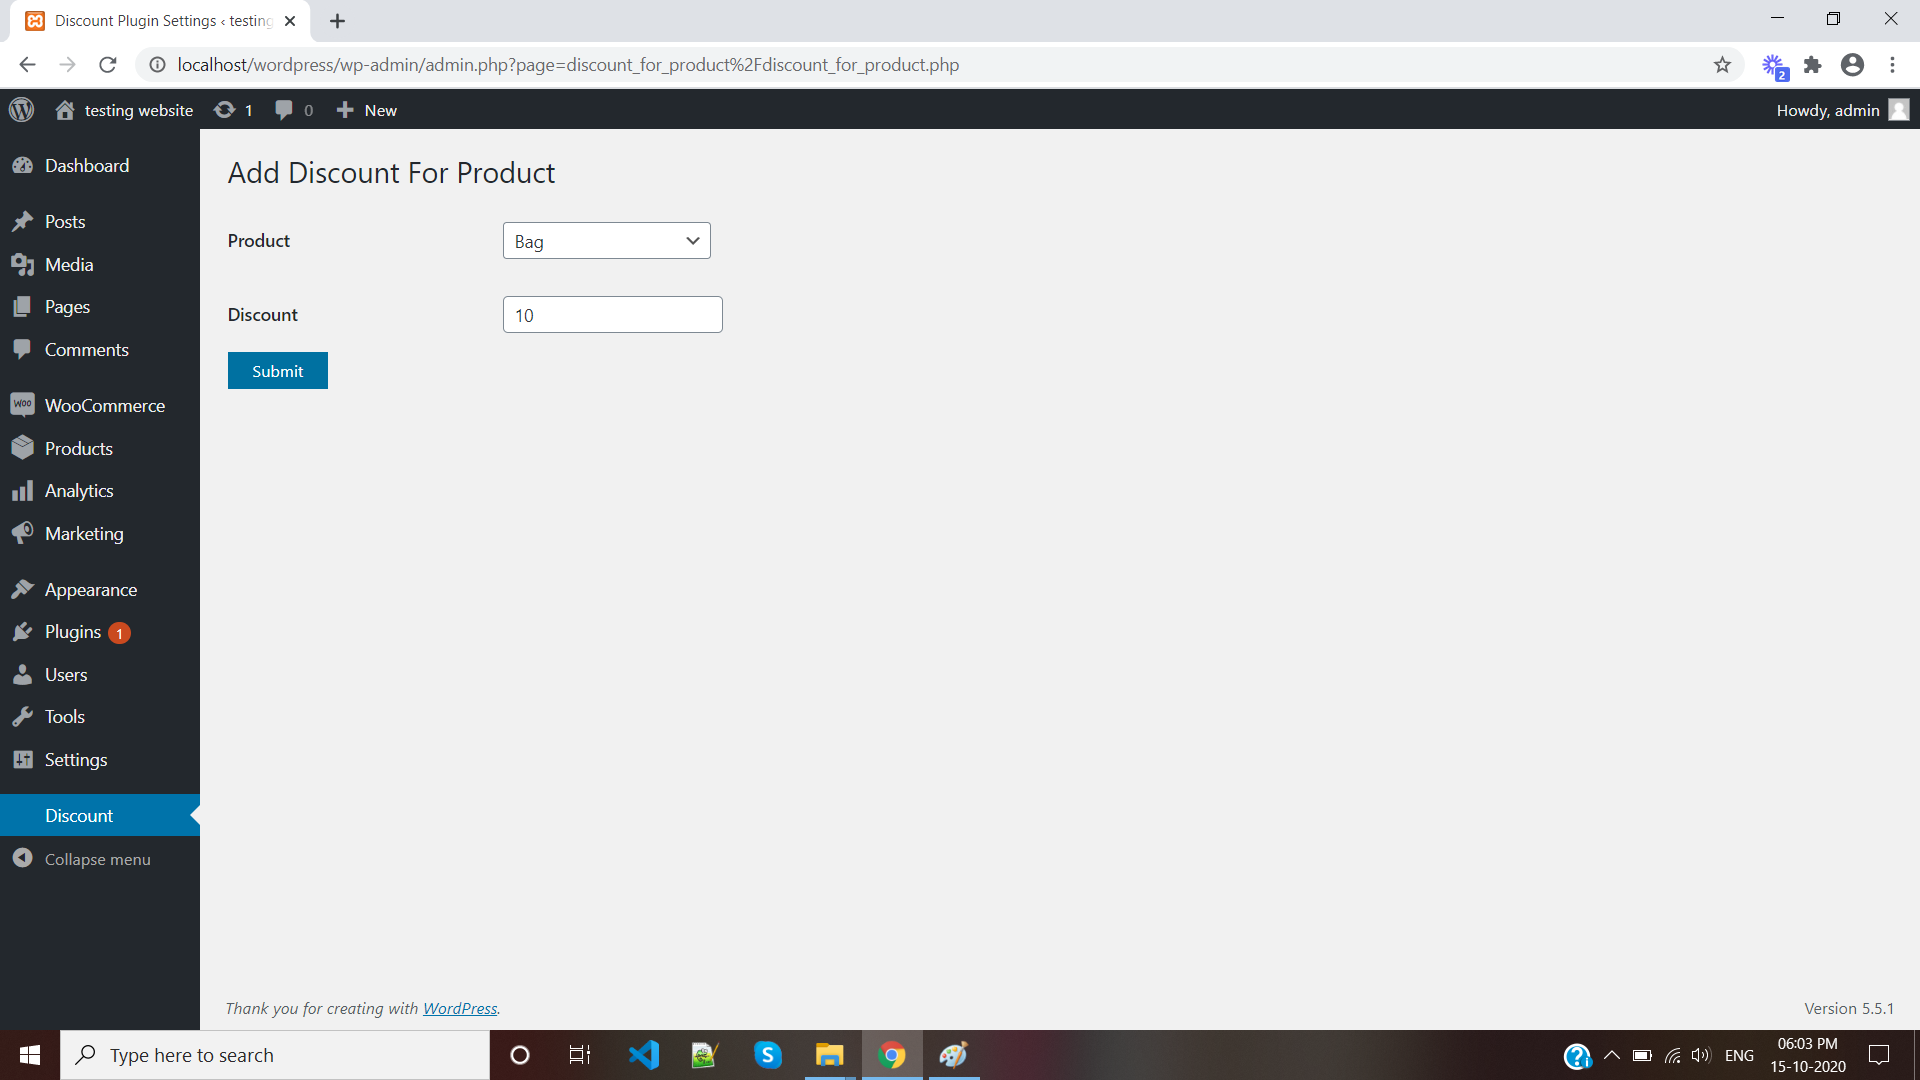 Discount Plugin Settings ‹ testing
localhost/wordpress/wp-admin/admin.php?page=discount_for_product%2Fdiscount_for_product.php
2
testing website
1
0
New
Howdy, admin
Dashboard
Posts
Media
Pages
Comments
Woo
WooCommerce
Products
Analytics
Marketing
Appearance
Plugins 1
Users
Tools
Settings
Discount
Collapse menu
Add Discount For Product
Product
Bag
Discount
10
Submit
Thank you for creating with WordPress.
Version 5.5.1
Type here to search
ENG
06:03 PM
15-10-2020